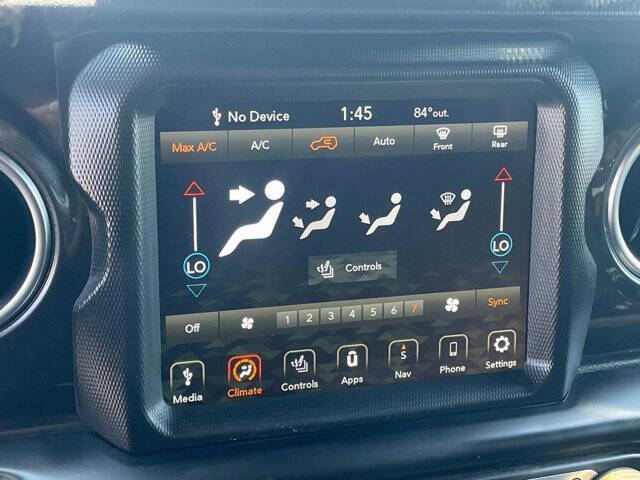 No Device 1:45 84°out.
Max A/C A/C Auto Front Rear
LO LO
Controls
Off 1 2 3 4 5 6 7 Sync
Media Climate Controls Apps S Nav Phone Settings